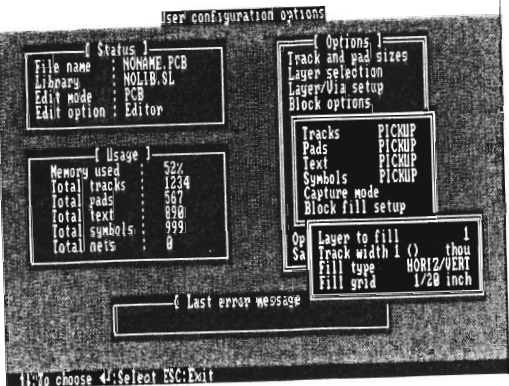 User configuration options
[ Status ]
File name : NONAME.PCB
Library : NOLIB.SL
Edit mode : PCB
Edit option : Editor
[ Usage ]
Memory used : 52%
Total tracks : 1234
Total pads : 567
Total text : 890
Total symbols : 999
Total nets : 0
[ Options ]
Track and pad sizes
Layer selection
Layer/Via setup
Block options
Tracks PICKUP
Pads PICKUP
Text PICKUP
Symbols PICKUP
Capture mode
Block fill setup
Op
Sa
Layer to fill 1
Track width 1 () thou
Fill type HORIZ/VERT
Fill grid 1/20 inch
[ Last error message
↑↓:To choose ↵:Select ESC:Exit